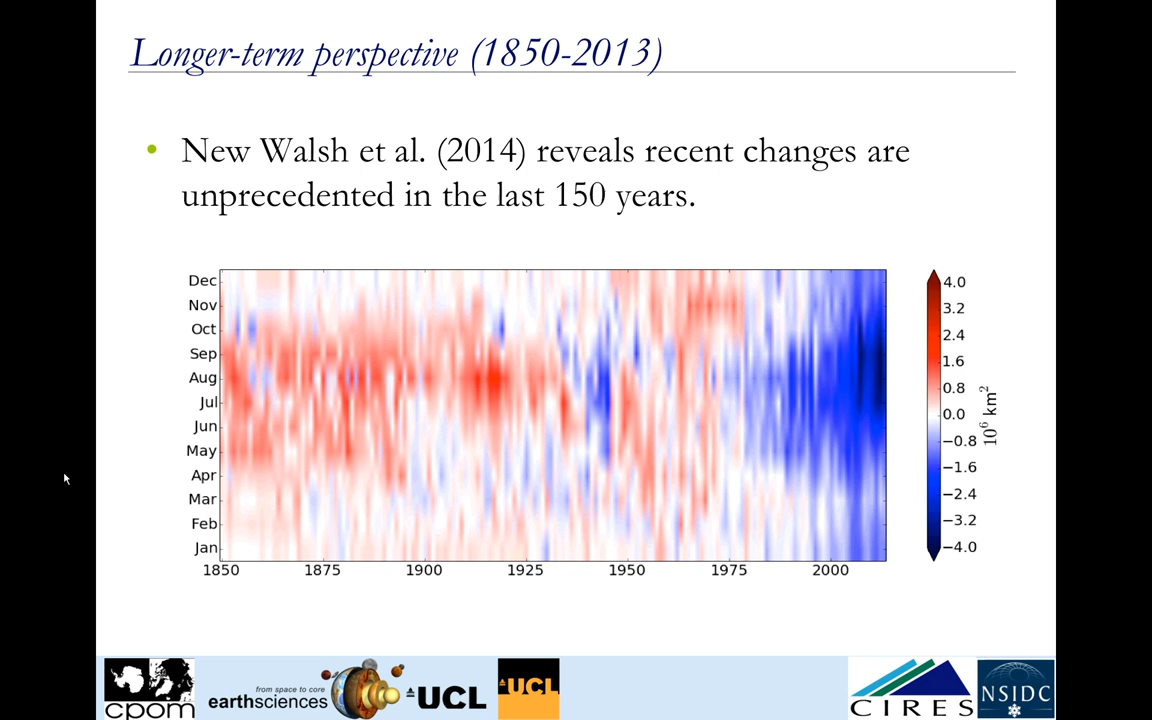 Longer-term perspective (1850-2013)
• New Walsh et al. (2014) reveals recent changes are
unprecedented in the last 150 years.
Dec
Nov
Oct
Sep
Aug
Jul
Jun
May
Apr
Mar
Feb
Jan
1850 1875 1900 1925 1950 1975 2000
4.0
3.2
2.4
1.6
0.8
0.0
−0.8
−1.6
−2.4
−3.2
−4.0
10⁶ km²
cpom
from space to core
earthsciences
UCL
UCL
CIRES
NSIDC